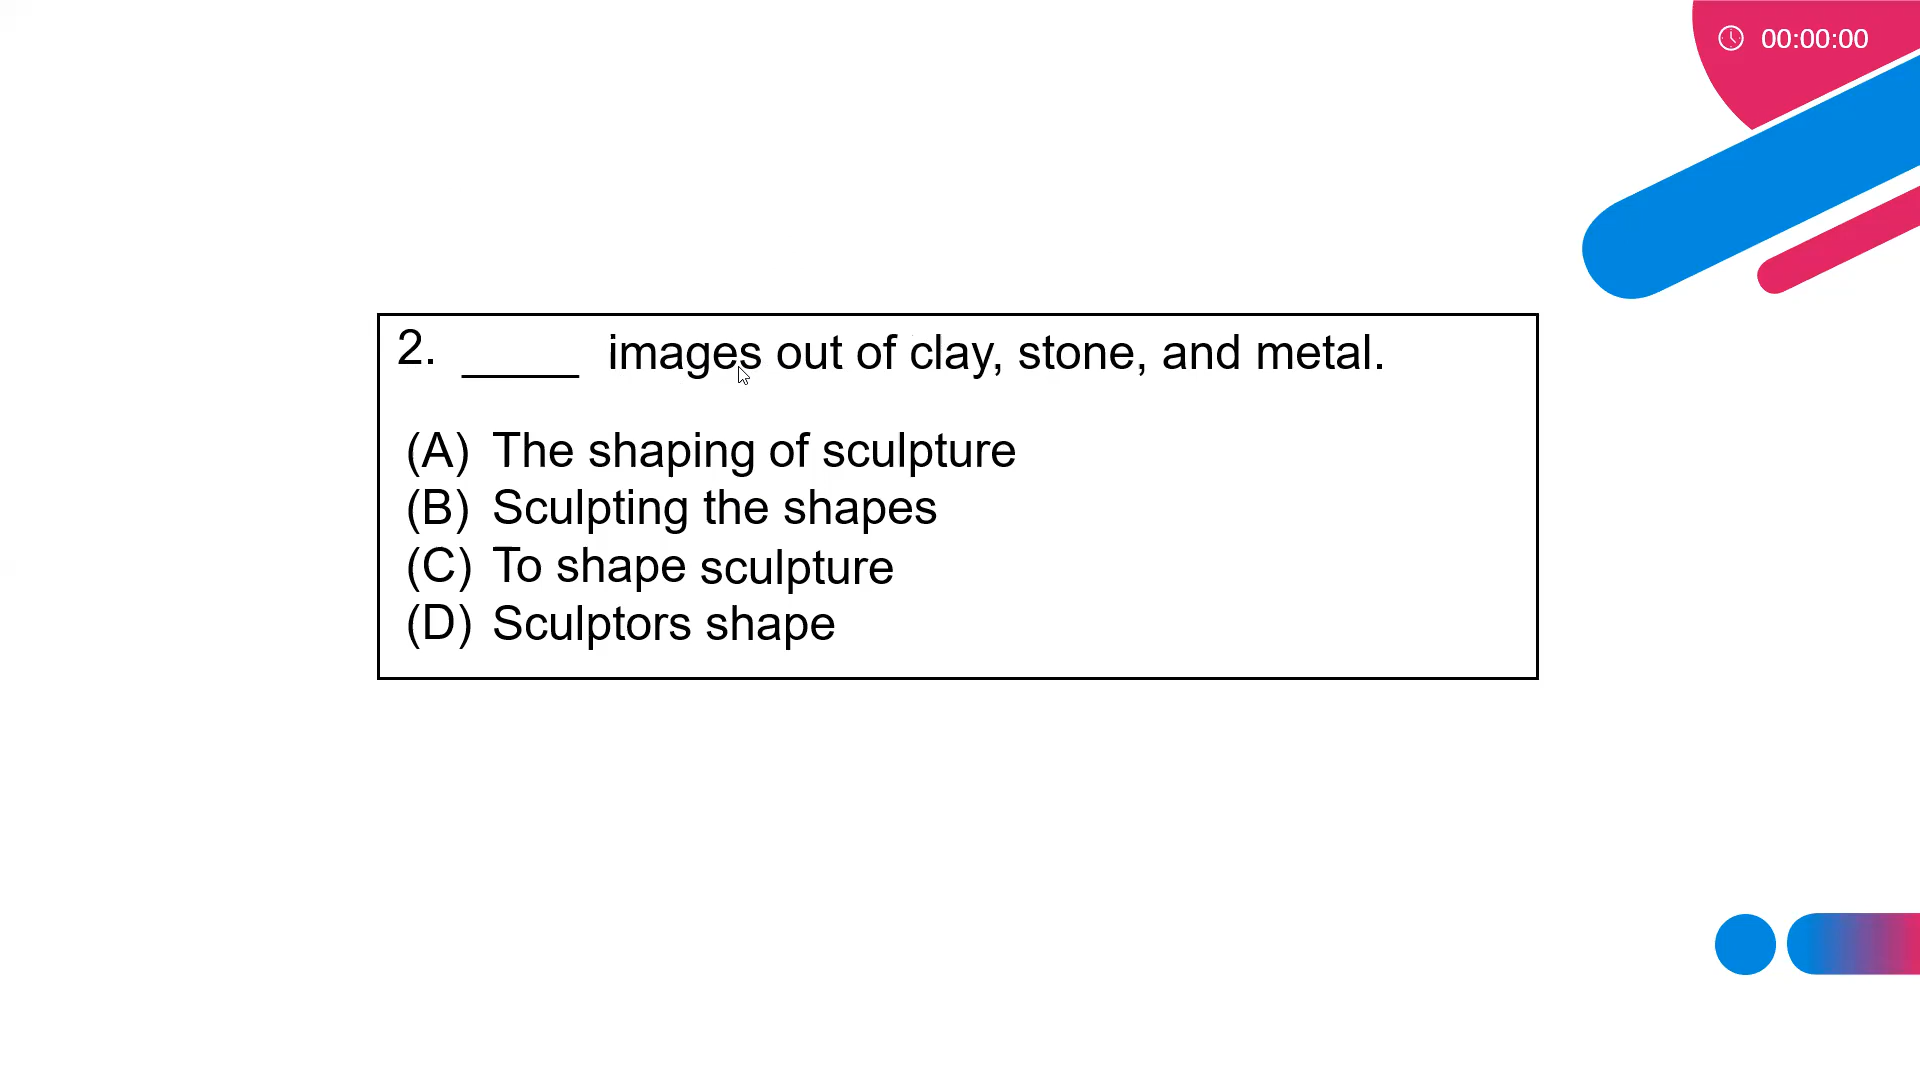 00:00:00
2. ____ images out of clay, stone, and metal.
(A) The shaping of sculpture
(B) Sculpting the shapes
(C) To shape sculpture
(D) Sculptors shape